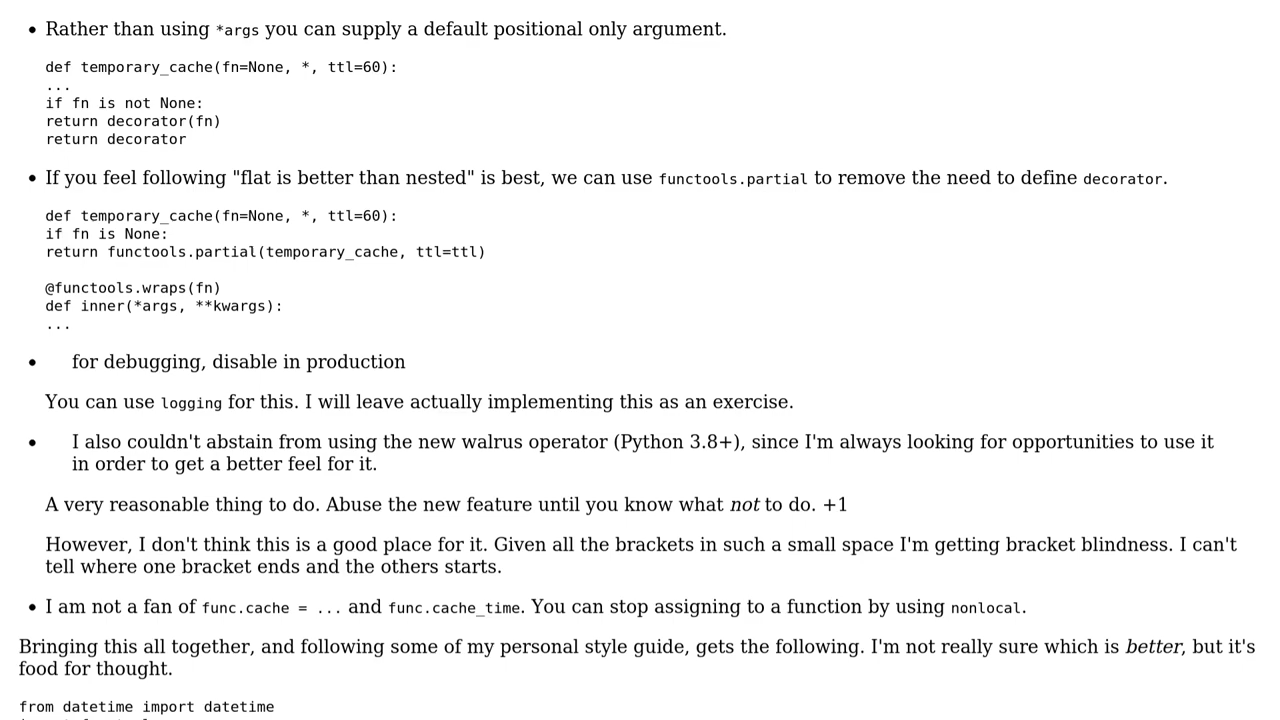 Rather than using *args you can supply a default positional only argument.
def temporary_cache(fn=None, *, ttl=60):
...
if fn is not None:
return decorator(fn)
return decorator
If you feel following "flat is better than nested" is best, we can use functools.partial to remove the need to define decorator.
def temporary_cache(fn=None, *, ttl=60):
if fn is None:
return functools.partial(temporary_cache, ttl=ttl)
@functools.wraps(fn)
def inner(*args, **kwargs):
...
for debugging, disable in production
You can use logging for this. I will leave actually implementing this as an exercise.
I also couldn't abstain from using the new walrus operator (Python 3.8+), since I'm always looking for opportunities to use it
in order to get a better feel for it.
A very reasonable thing to do. Abuse the new feature until you know what not to do. +1
However, I don't think this is a good place for it. Given all the brackets in such a small space I'm getting bracket blindness. I can't
tell where one bracket ends and the others starts.
I am not a fan of func.cache = ... and func.cache_time. You can stop assigning to a function by using nonlocal.
Bringing this all together, and following some of my personal style guide, gets the following. I'm not really sure which is better, but it's
food for thought.
from datetime import datetime